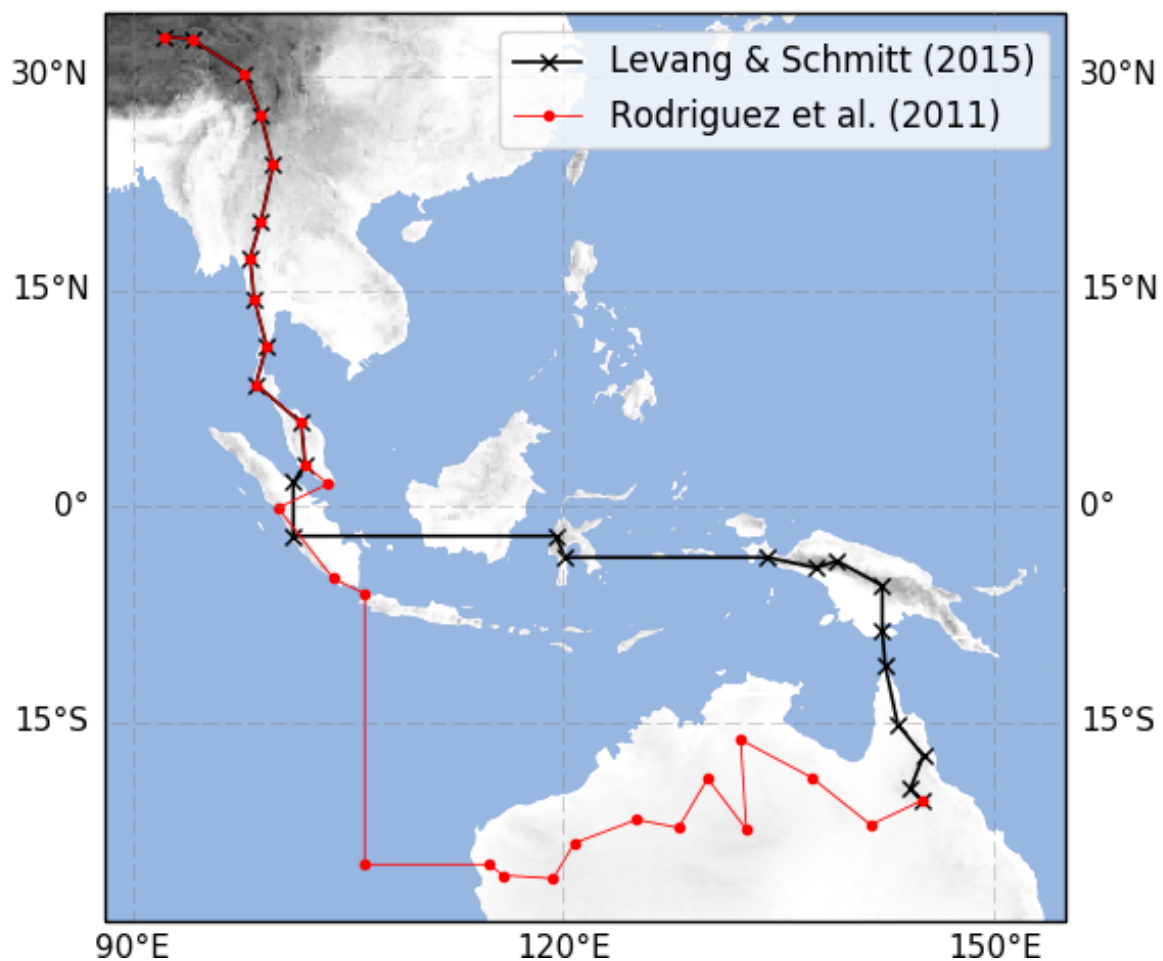 Levang & Schmitt (2015)
Rodriguez et al. (2011)
30°N
30°N
15°N
15°N
0°
0°
15°S
15°S
90°E
120°E
150°E